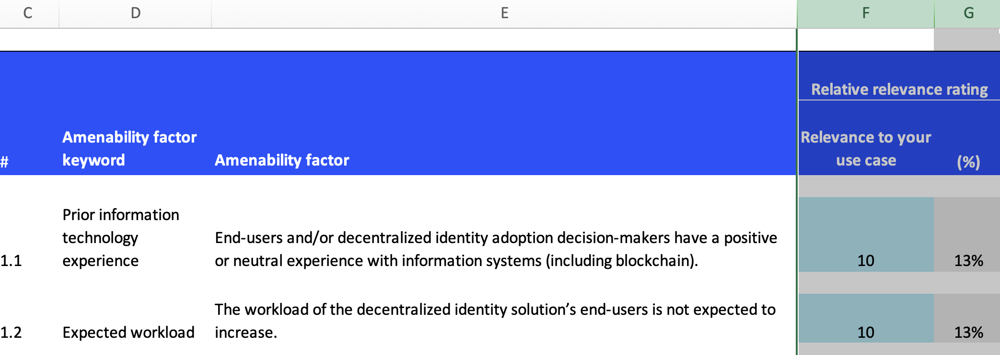 C D E F G
Relative relevance rating
Amenability factor Relevance to your
# keyword Amenability factor use case (%)
Prior information
technology End-users and/or decentralized identity adoption decision-makers have a positive
1.1 experience or neutral experience with information systems (including blockchain). 10 13%
The workload of the decentralized identity solution’s end-users is not expected to
1.2 Expected workload increase. 10 13%